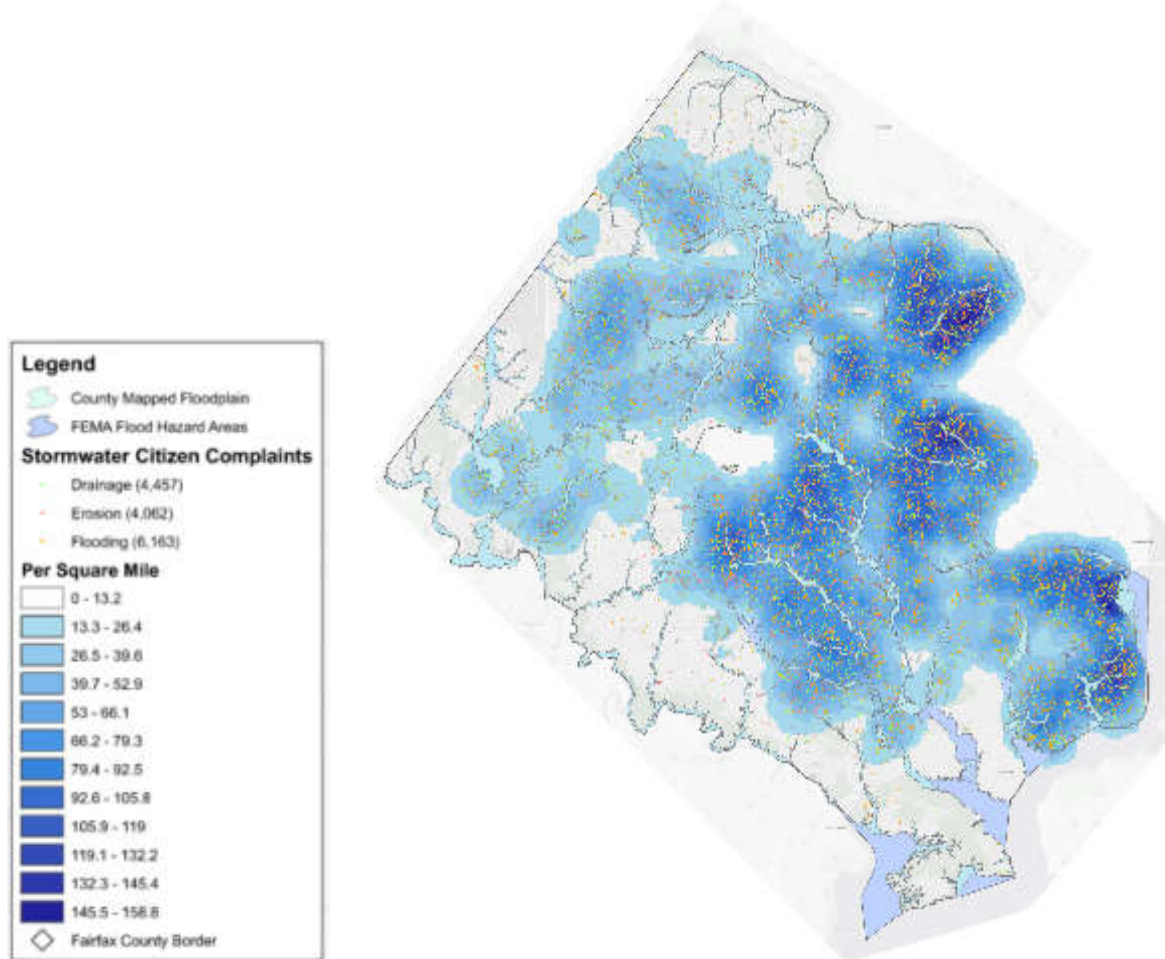 Legend
County Mapped Floodplain
FEMA Flood Hazard Areas
Stormwater Citizen Complaints
Drainage (4,457)
Erosion (4,062)
Flooding (6,163)
Per Square Mile
0 - 13.2
13.3 - 26.4
26.5 - 39.6
39.7 - 52.9
53 - 66.1
66.2 - 79.3
79.4 - 92.5
92.6 - 105.8
105.9 - 119
119.1 - 132.2
132.3 - 145.4
145.5 - 158.8
Fairfax County Border